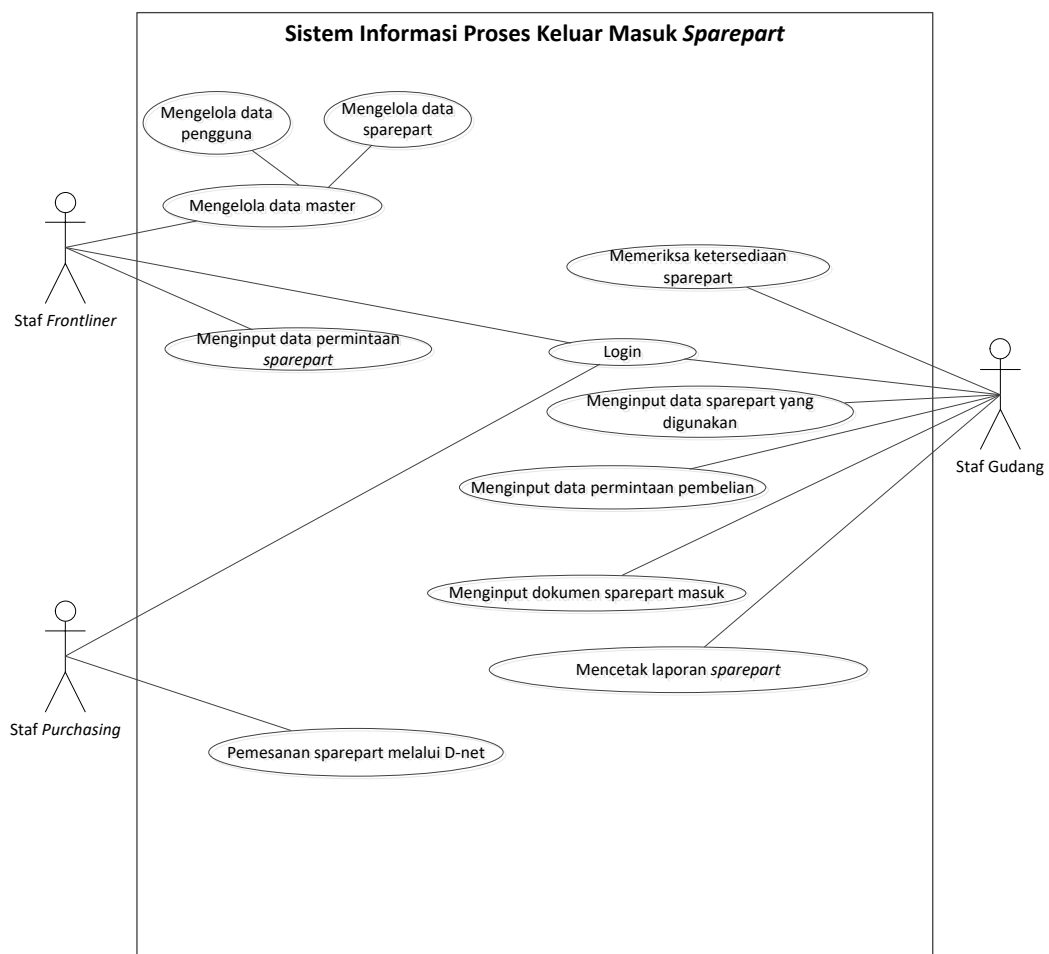 Sistem Informasi Proses Keluar Masuk Sparepart
Mengelola data
pengguna
Mengelola data
sparepart
Mengelola data master
Memeriksa ketersediaan
sparepart
Staf Frontliner
Menginput data permintaan
sparepart
Login
Menginput data sparepart yang
digunakan
Staf Gudang
Menginput data permintaan pembelian
Menginput dokumen sparepart masuk
Mencetak laporan sparepart
Staf Purchasing
Pemesanan sparepart melalui D-net